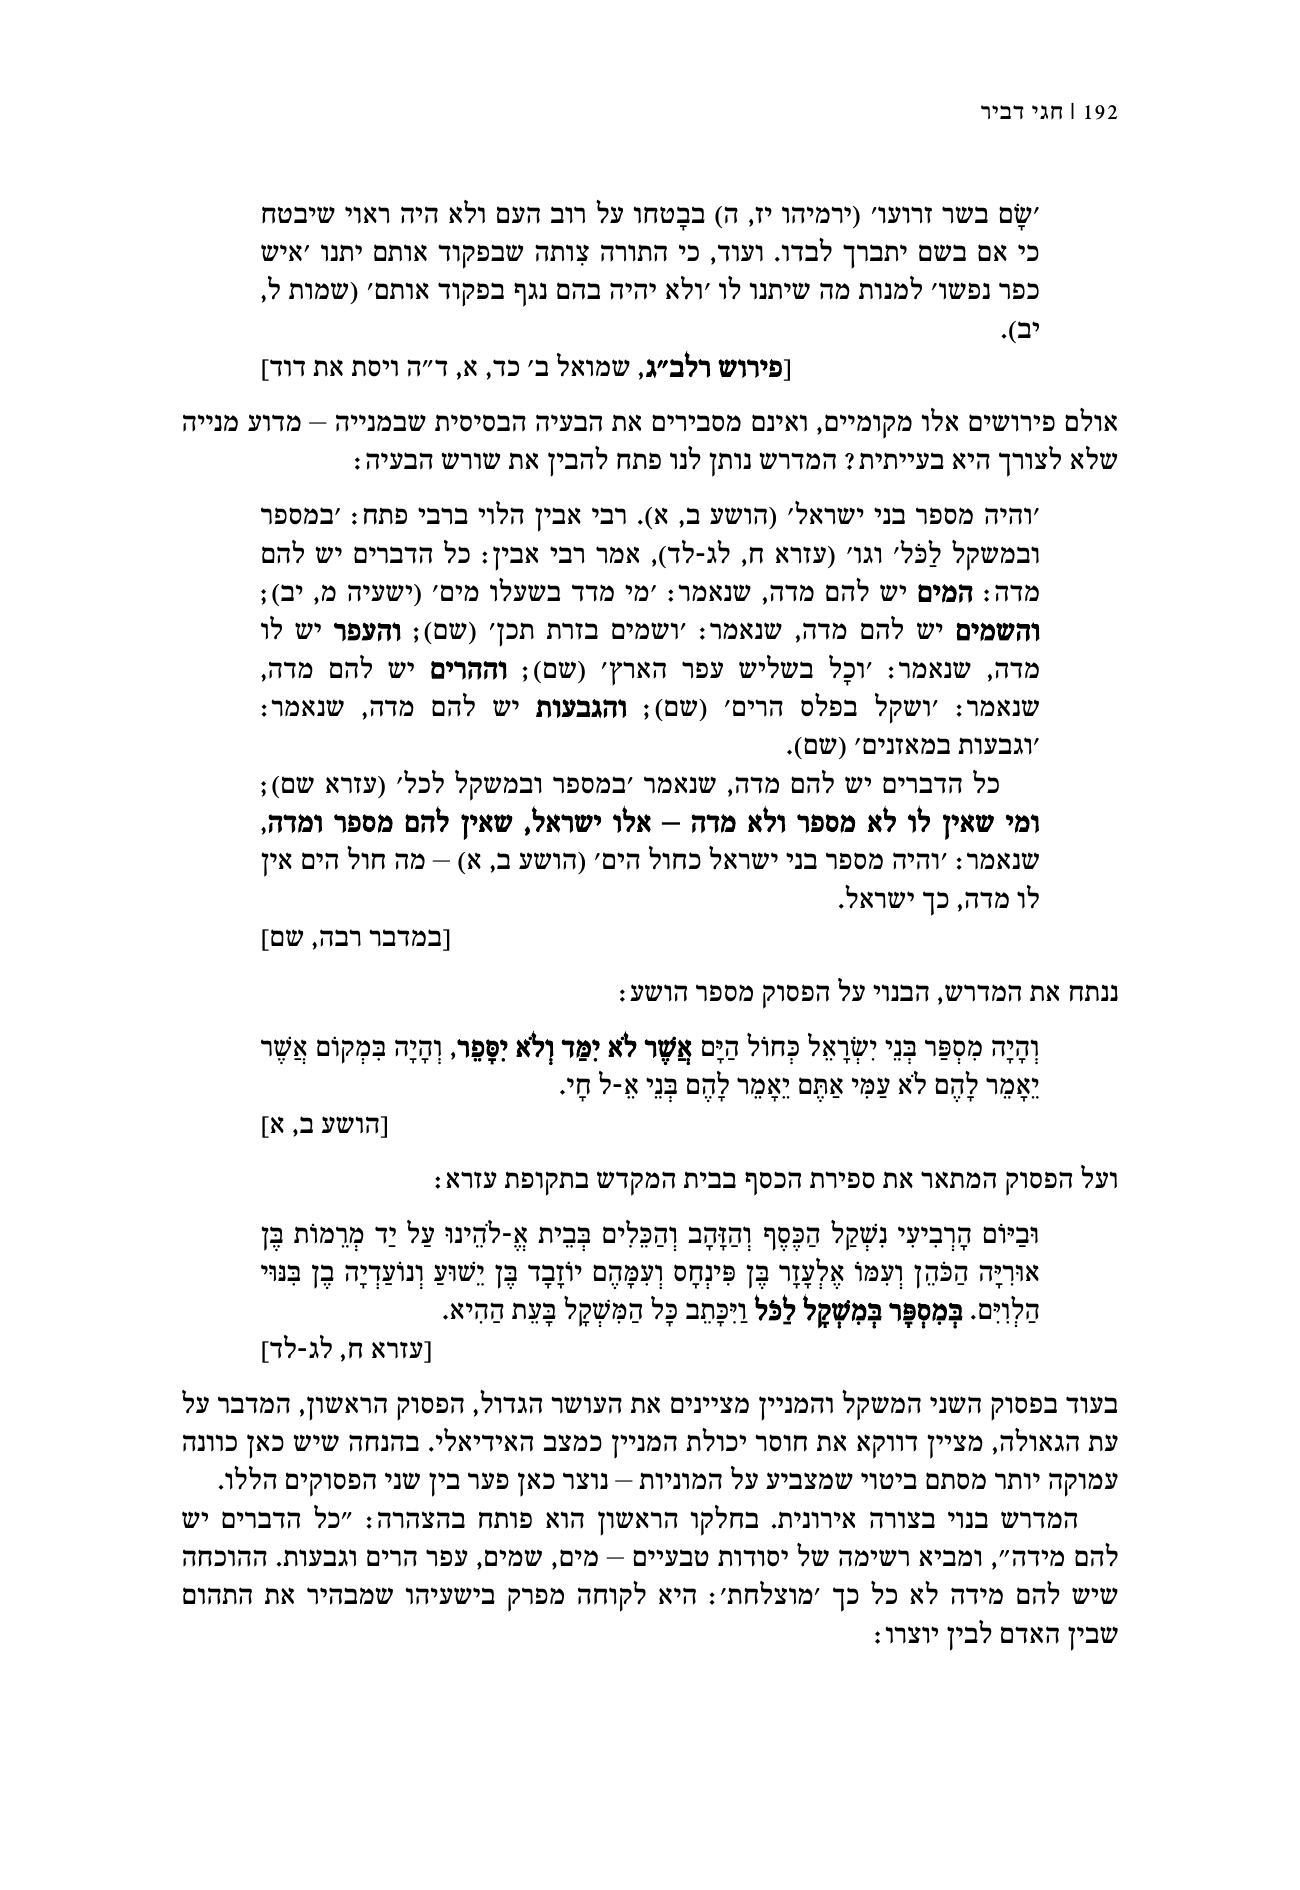 192 | חגי דביר
'שָׂם בשר זרועו' (ירמיהו יז, ה) בבָטחו על רוב העם ולא היה ראוי שיבטח
כי אם בשם יתברך לבדו. ועוד, כי התורה צִותה שבפקוד אותם יתנו 'איש
כפר נפשו' למנות מה שיתנו לו 'ולא יהיה בהם נגף בפקוד אותם' (שמות ל,
יב).
[פירוש רלב"ג, שמואל ב' כד, א, ד"ה ויסת את דוד]
אולם פירושים אלו מקומיים, ואינם מסבירים את הבעיה הבסיסית שבמנייה – מדוע מנייה
שלא לצורך היא בעייתית? המדרש נותן לנו פתח להבין את שורש הבעיה:
'והיה מספר בני ישראל' (הושע ב, א). רבי אבין הלוי ברבי פתח: 'במספר
ובמשקל לַכֹּל' וגו' (עזרא ח, לג-לד), אמר רבי אבין: כל הדברים יש להם
מדה: המים יש להם מדה, שנאמר: 'מי מדד בשעלו מים' (ישעיה מ, יב);
והשמים יש להם מדה, שנאמר: 'ושמים בזרת תכן' (שם); והעפר יש לו
מדה, שנאמר: 'וכָל בשליש עפר הארץ' (שם); וההרים יש להם מדה,
שנאמר: 'ושקל בפלס הרים' (שם); והגבעות יש להם מדה, שנאמר:
'וגבעות במאזנים' (שם).
כל הדברים יש להם מדה, שנאמר 'במספר ובמשקל לכל' (עזרא שם);
ומי שאין לו לא מספר ולא מדה – אלו ישראל, שאין להם מספר ומדה,
שנאמר: 'והיה מספר בני ישראל כחול הים' (הושע ב, א) – מה חול הים אין
לו מדה, כך ישראל.
[במדבר רבה, שם]
ננתח את המדרש, הבנוי על הפסוק מספר הושע:
וְהָיָה מִסְפַּר בְּנֵי יִשְׂרָאֵל כְּחוֹל הַיָּם אֲשֶׁר לֹא יִמַּד וְלֹא יִסָּפֵר, וְהָיָה בִּמְקוֹם אֲשֶׁר
יֵאָמֵר לָהֶם לֹא עַמִּי אַתֶּם יֵאָמֵר לָהֶם בְּנֵי אֵ-ל חָי.
[הושע ב, א]
ועל הפסוק המתאר את ספירת הכסף בבית המקדש בתקופת עזרא:
וּבַיּוֹם הָרְבִיעִי נִשְׁקַל הַכֶּסֶף וְהַזָּהָב וְהַכֵּלִים בְּבֵית אֱ-לֹהֵינוּ עַל יַד מְרֵמוֹת בֶּן
אוּרִיָּה הַכֹּהֵן וְעִמּוֹ אֶלְעָזָר בֶּן פִּינְחָס וְעִמָּהֶם יוֹזָבָד בֶּן יֵשׁוּעַ וְנוֹעַדְיָה בֶן בִּנּוּי
הַלְוִיִּם. בְּמִסְפָּר בְּמִשְׁקָל לַכֹּל וַיִּכָּתֵב כָּל הַמִּשְׁקָל בָּעֵת הַהִיא.
[עזרא ח, לג-לד]
בעוד בפסוק השני המשקל והמניין מציינים את העושר הגדול, הפסוק הראשון, המדבר על
עת הגאולה, מציין דווקא את חוסר יכולת המניין כמצב האידיאלי. בהנחה שיש כאן כוונה
עמוקה יותר מסתם ביטוי שמצביע על המוניות – נוצר כאן פער בין שני הפסוקים הללו.
המדרש בנוי בצורה אירונית. בחלקו הראשון הוא פותח בהצהרה: "כל הדברים יש
להם מידה", ומביא רשימה של יסודות טבעיים – מים, שמים, עפר הרים וגבעות. ההוכחה
שיש להם מידה לא כל כך 'מוצלחת': היא לקוחה מפרק בישעיהו שמבהיר את התהום
שבין האדם לבין יוצרו: